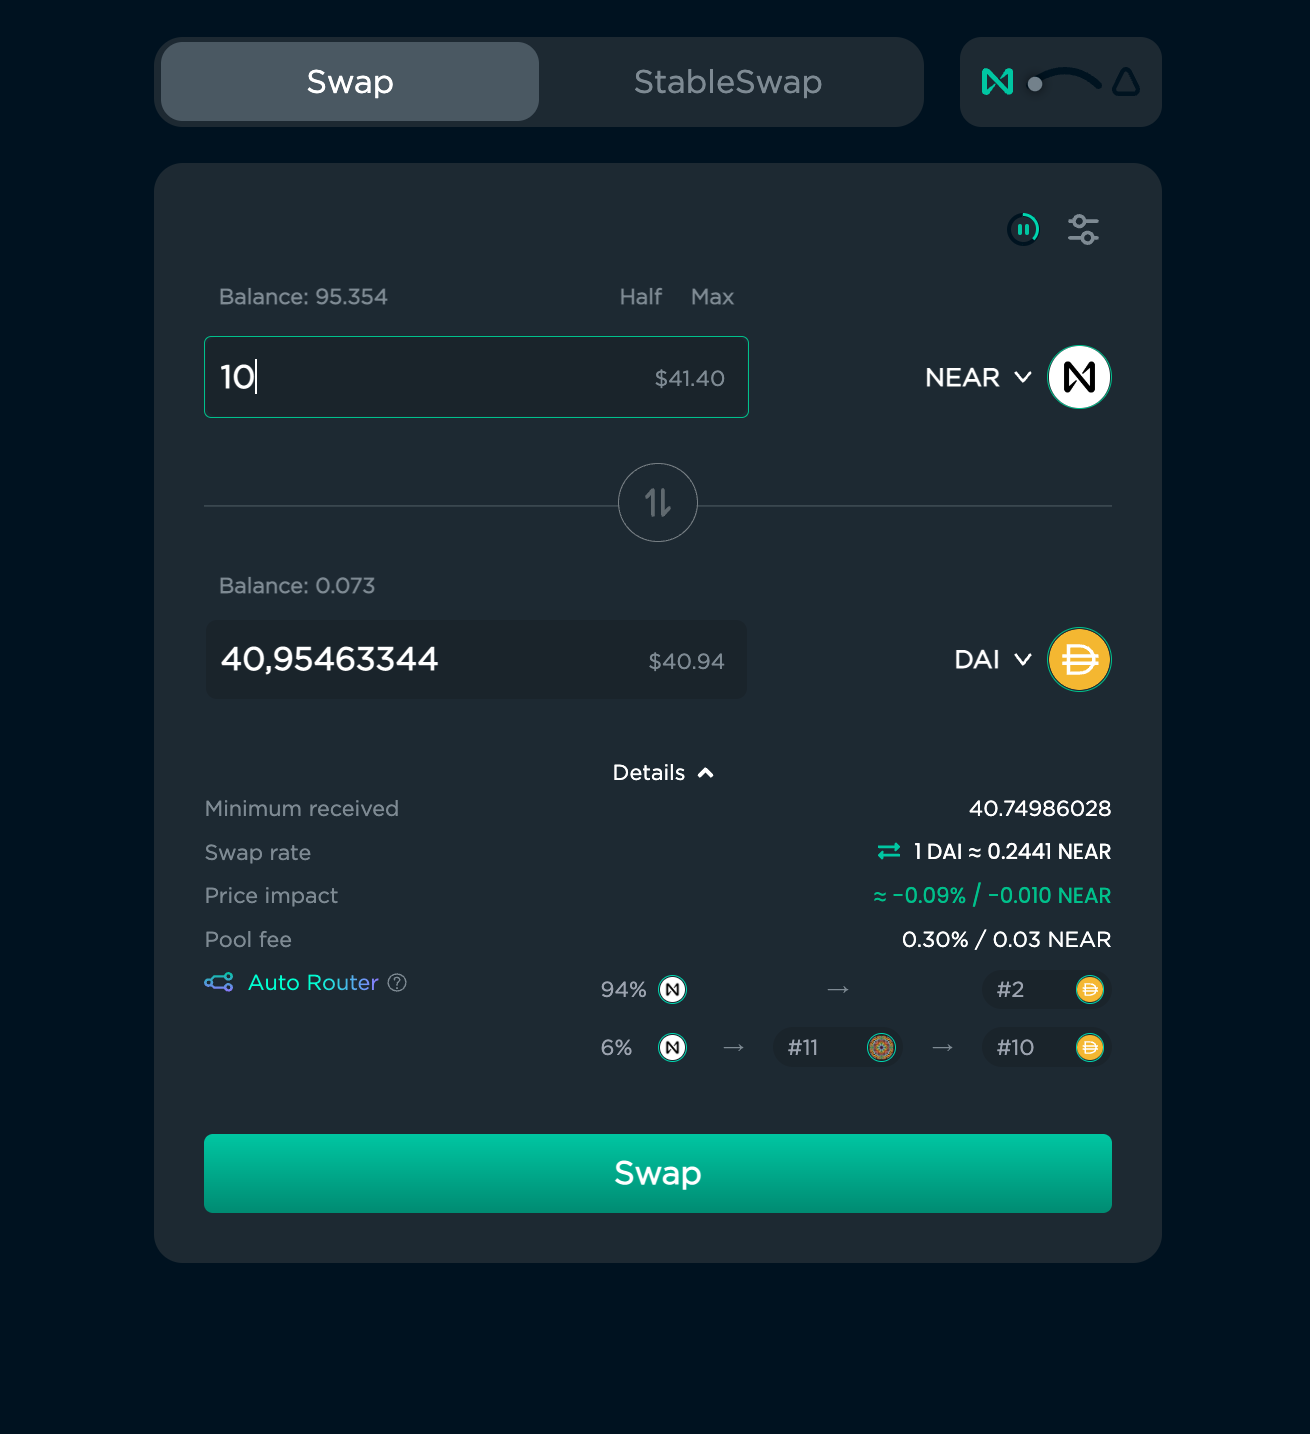 Swap StableSwap
Balance: 95.354 Half Max
10 $41.40 NEAR
Balance: 0.073
40,95463344 $40.94 DAI
Details
Minimum received 40.74986028
Swap rate 1 DAI ≈ 0.2441 NEAR
Price impact ≈ -0.09% / -0.010 NEAR
Pool fee 0.30% / 0.03 NEAR
Auto Router ? 94% → #2
6% → #11 → #10
Swap